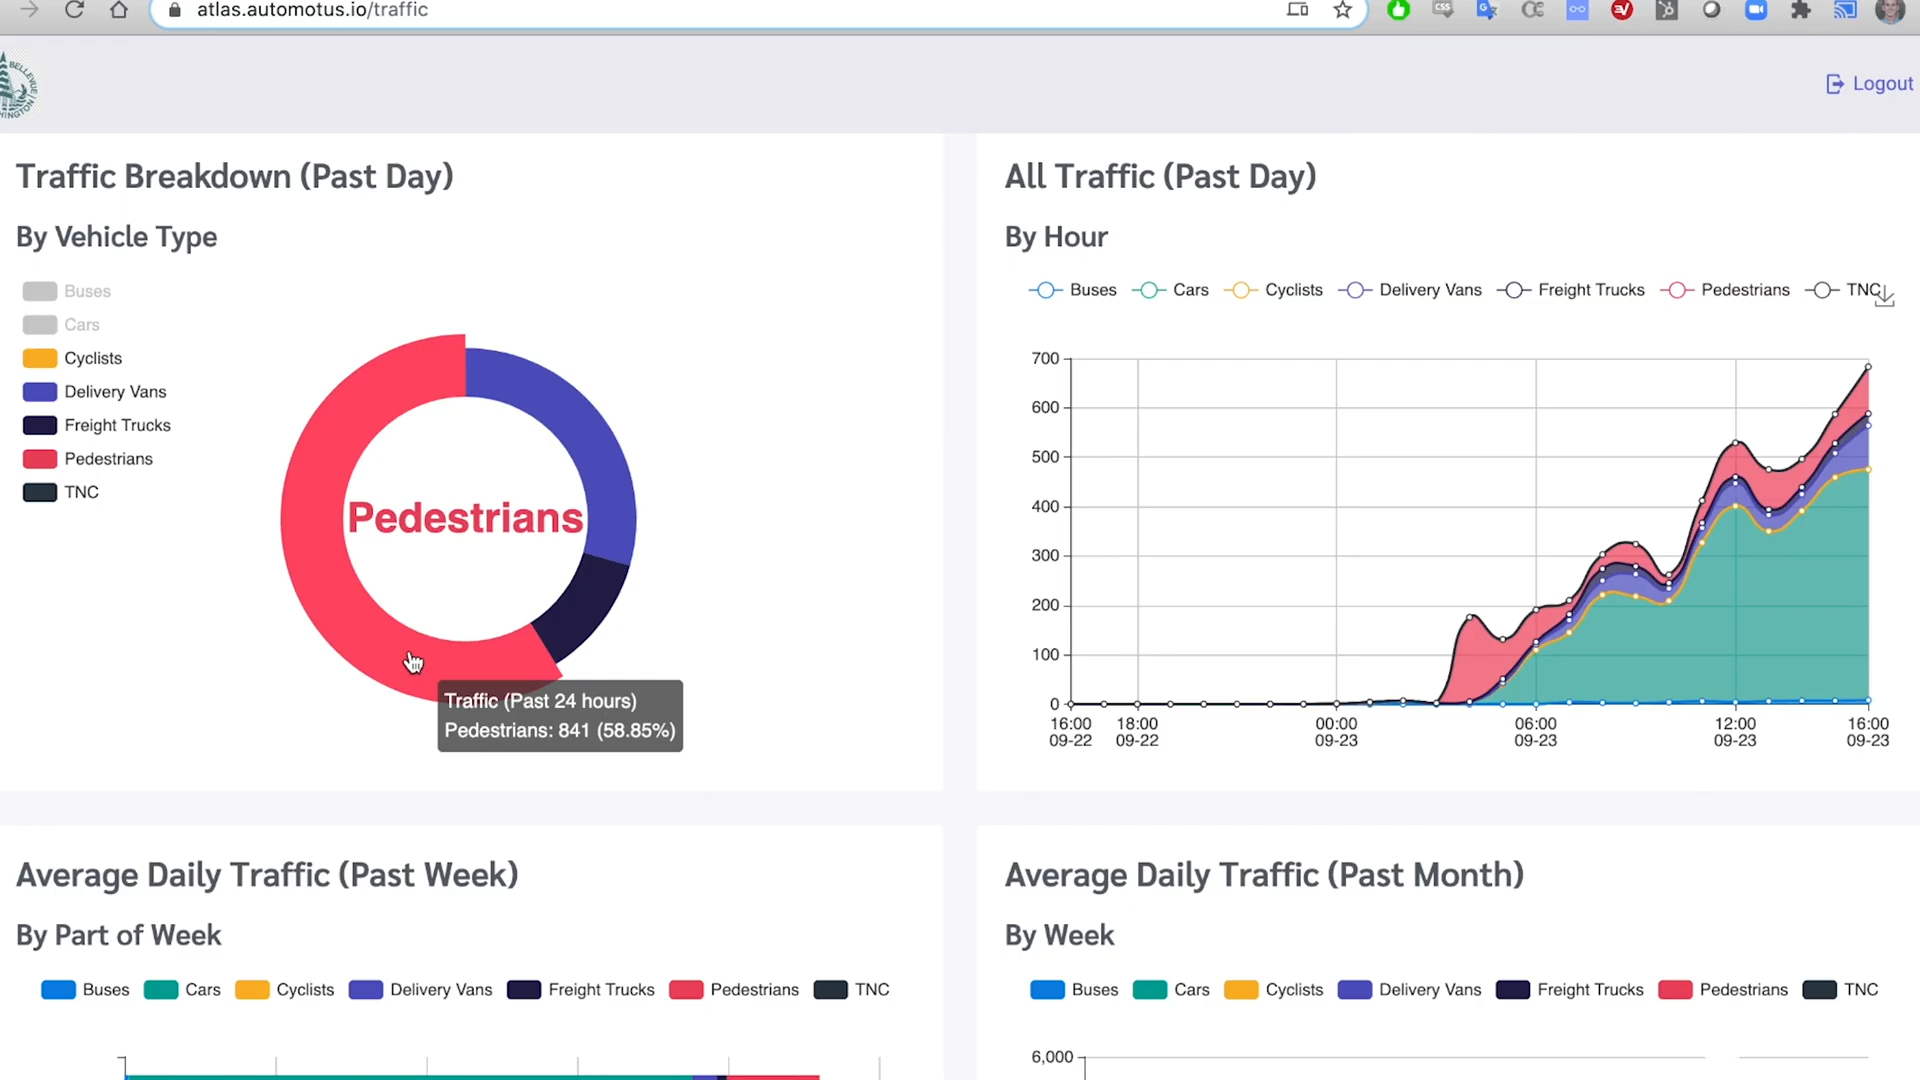 atlas.automotus.io/traffic
CSS
BELLEVUE
Logout
Traffic Breakdown (Past Day)
By Vehicle Type
Buses
Cars
Cyclists
Delivery Vans
Freight Trucks
Pedestrians
TNC
Pedestrians
Traffic (Past 24 hours)
Pedestrians: 841 (58.85%)
All Traffic (Past Day)
By Hour
Buses Cars Cyclists Delivery Vans Freight Trucks Pedestrians TNC
700
600
500
400
300
200
100
0
16:00 18:00 00:00 06:00 12:00 16:00
09-22 09-22 09-23 09-23 09-23 09-23
Average Daily Traffic (Past Week)
By Part of Week
Buses Cars Cyclists Delivery Vans Freight Trucks Pedestrians TNC
Average Daily Traffic (Past Month)
By Week
Buses Cars Cyclists Delivery Vans Freight Trucks Pedestrians TNC
6,000